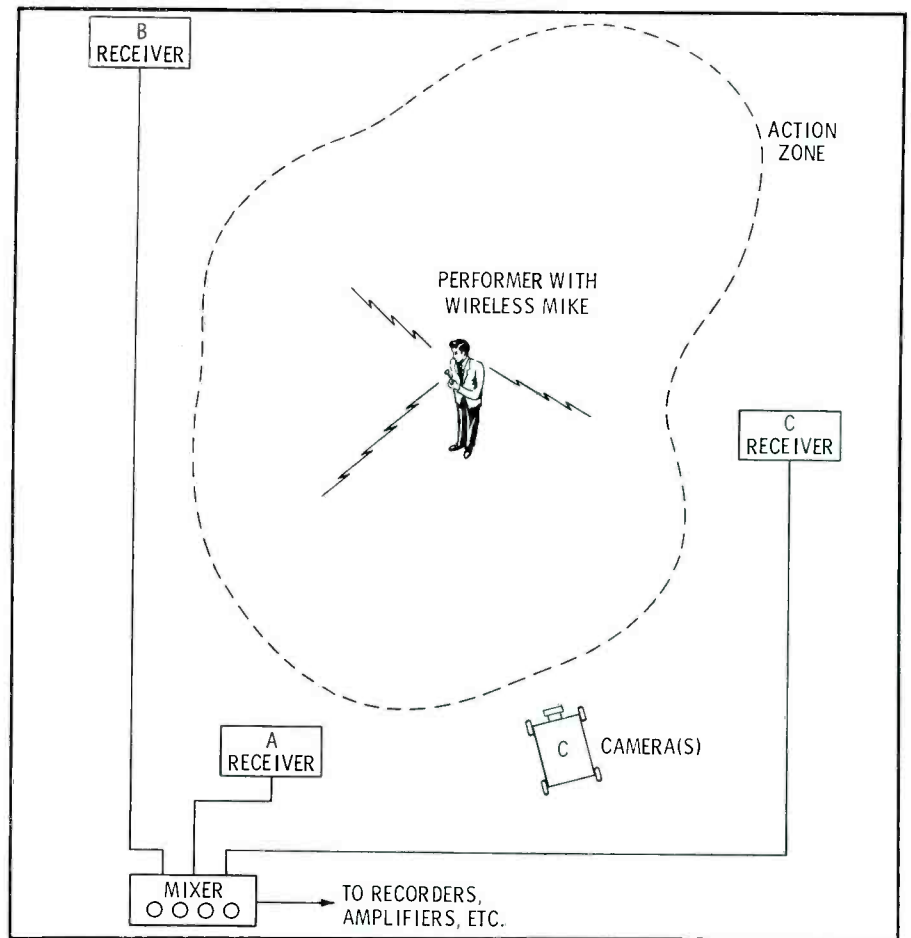 B
RECEIVER
ACTION
ZONE
PERFORMER WITH
WIRELESS MIKE
C
RECEIVER
A
RECEIVER
C
CAMERA(S)
MIXER
TO RECORDERS,
AMPLIFIERS, ETC.